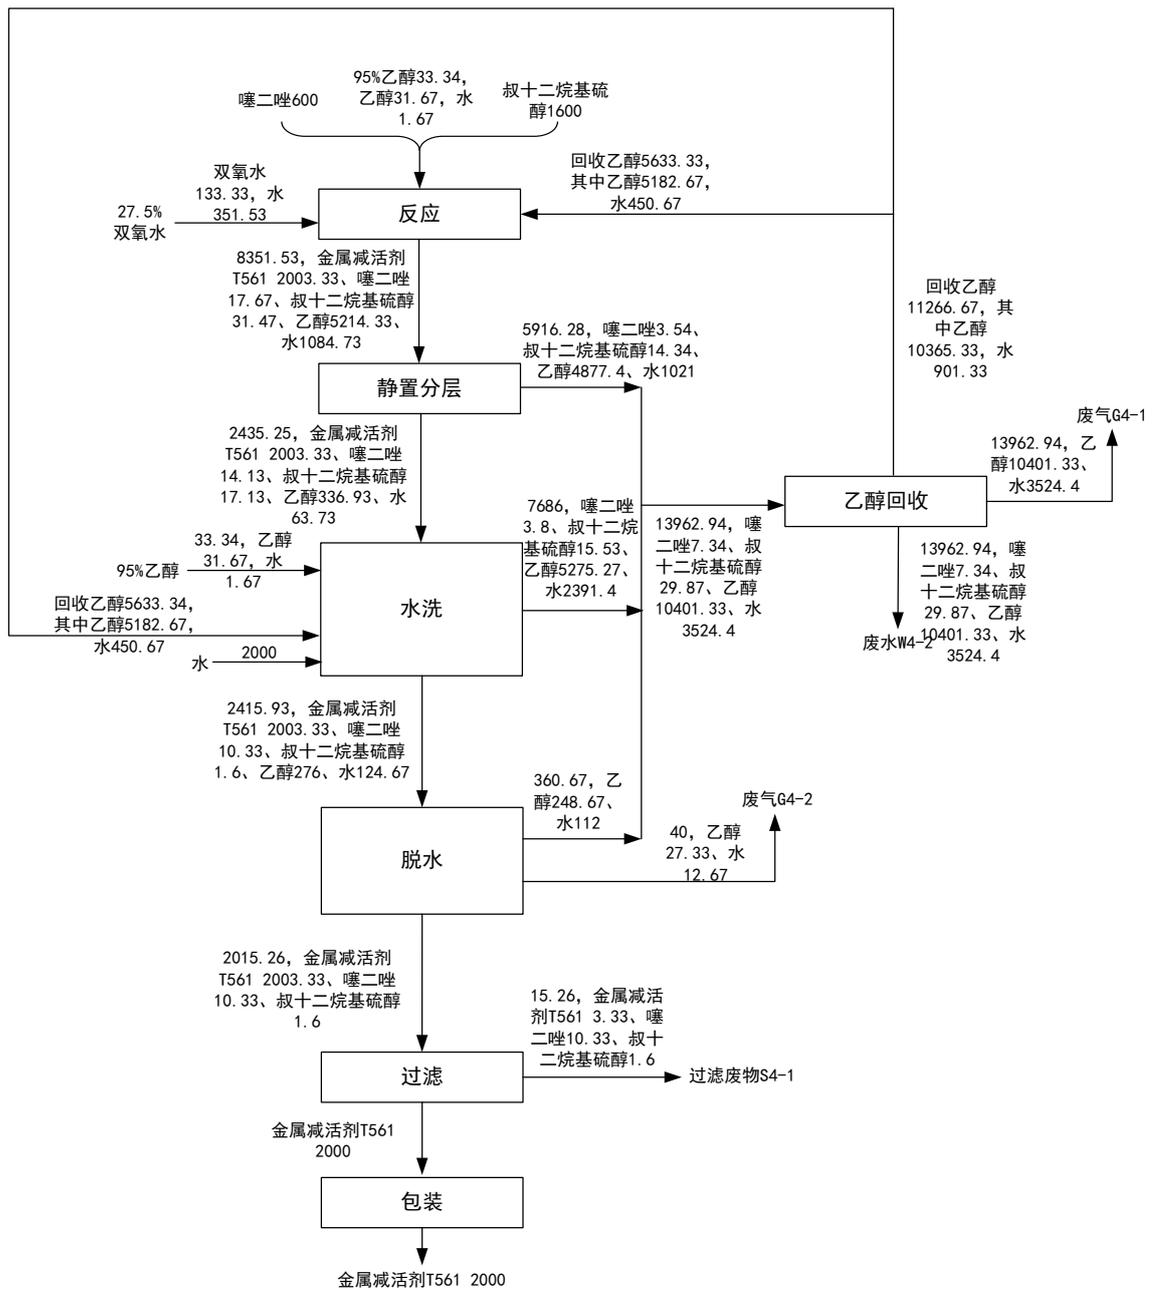 噻二唑600
95%乙醇33.34,
乙醇31.67, 水
1.67
叔十二烷基硫
醇1600
回收乙醇5633.33,
其中乙醇5182.67,
水450.67
双氧水
133.33, 水
351.53
27.5%
双氧水
反应
8351.53, 金属减活剂
T561 2003.33、噻二唑
17.67、叔十二烷基硫醇
31.47、乙醇5214.33、
水1084.73
回收乙醇
11266.67, 其
中乙醇
10365.33, 水
901.33
5916.28, 噻二唑3.54、
叔十二烷基硫醇14.34、
乙醇4877.4、水1021
静置分层
废气G4-1
13962.94, 乙
醇10401.33、
水3524.4
2435.25, 金属减活剂
T561 2003.33、噻二唑
14.13、叔十二烷基硫醇
17.13、乙醇336.93、水
63.73
乙醇回收
7686, 噻二唑
3.8、叔十二烷
基硫醇15.53、
乙醇5275.27、
水2391.4
13962.94, 噻
二唑7.34、叔
十二烷基硫醇
29.87、乙醇
10401.33、水
3524.4
13962.94, 噻
二唑7.34、叔
十二烷基硫醇
29.87、乙醇
10401.33、水
3524.4
废水W4-2
33.34, 乙醇
31.67、水
1.67
95%乙醇
回收乙醇5633.34,
其中乙醇5182.67,
水450.67
水
2000
水洗
2415.93, 金属减活剂
T561 2003.33、噻二唑
10.33、叔十二烷基硫醇
1.6、乙醇276、水124.67
360.67, 乙
醇248.67、
水112
废气G4-2
40, 乙醇
27.33、水
12.67
脱水
2015.26, 金属减活剂
T561 2003.33、噻二唑
10.33、叔十二烷基硫醇
1.6
15.26, 金属减活
剂T561 3.33、噻
二唑10.33、叔十
二烷基硫醇1.6
过滤
过滤废物S4-1
金属减活剂T561
2000
包装
金属减活剂T561 2000